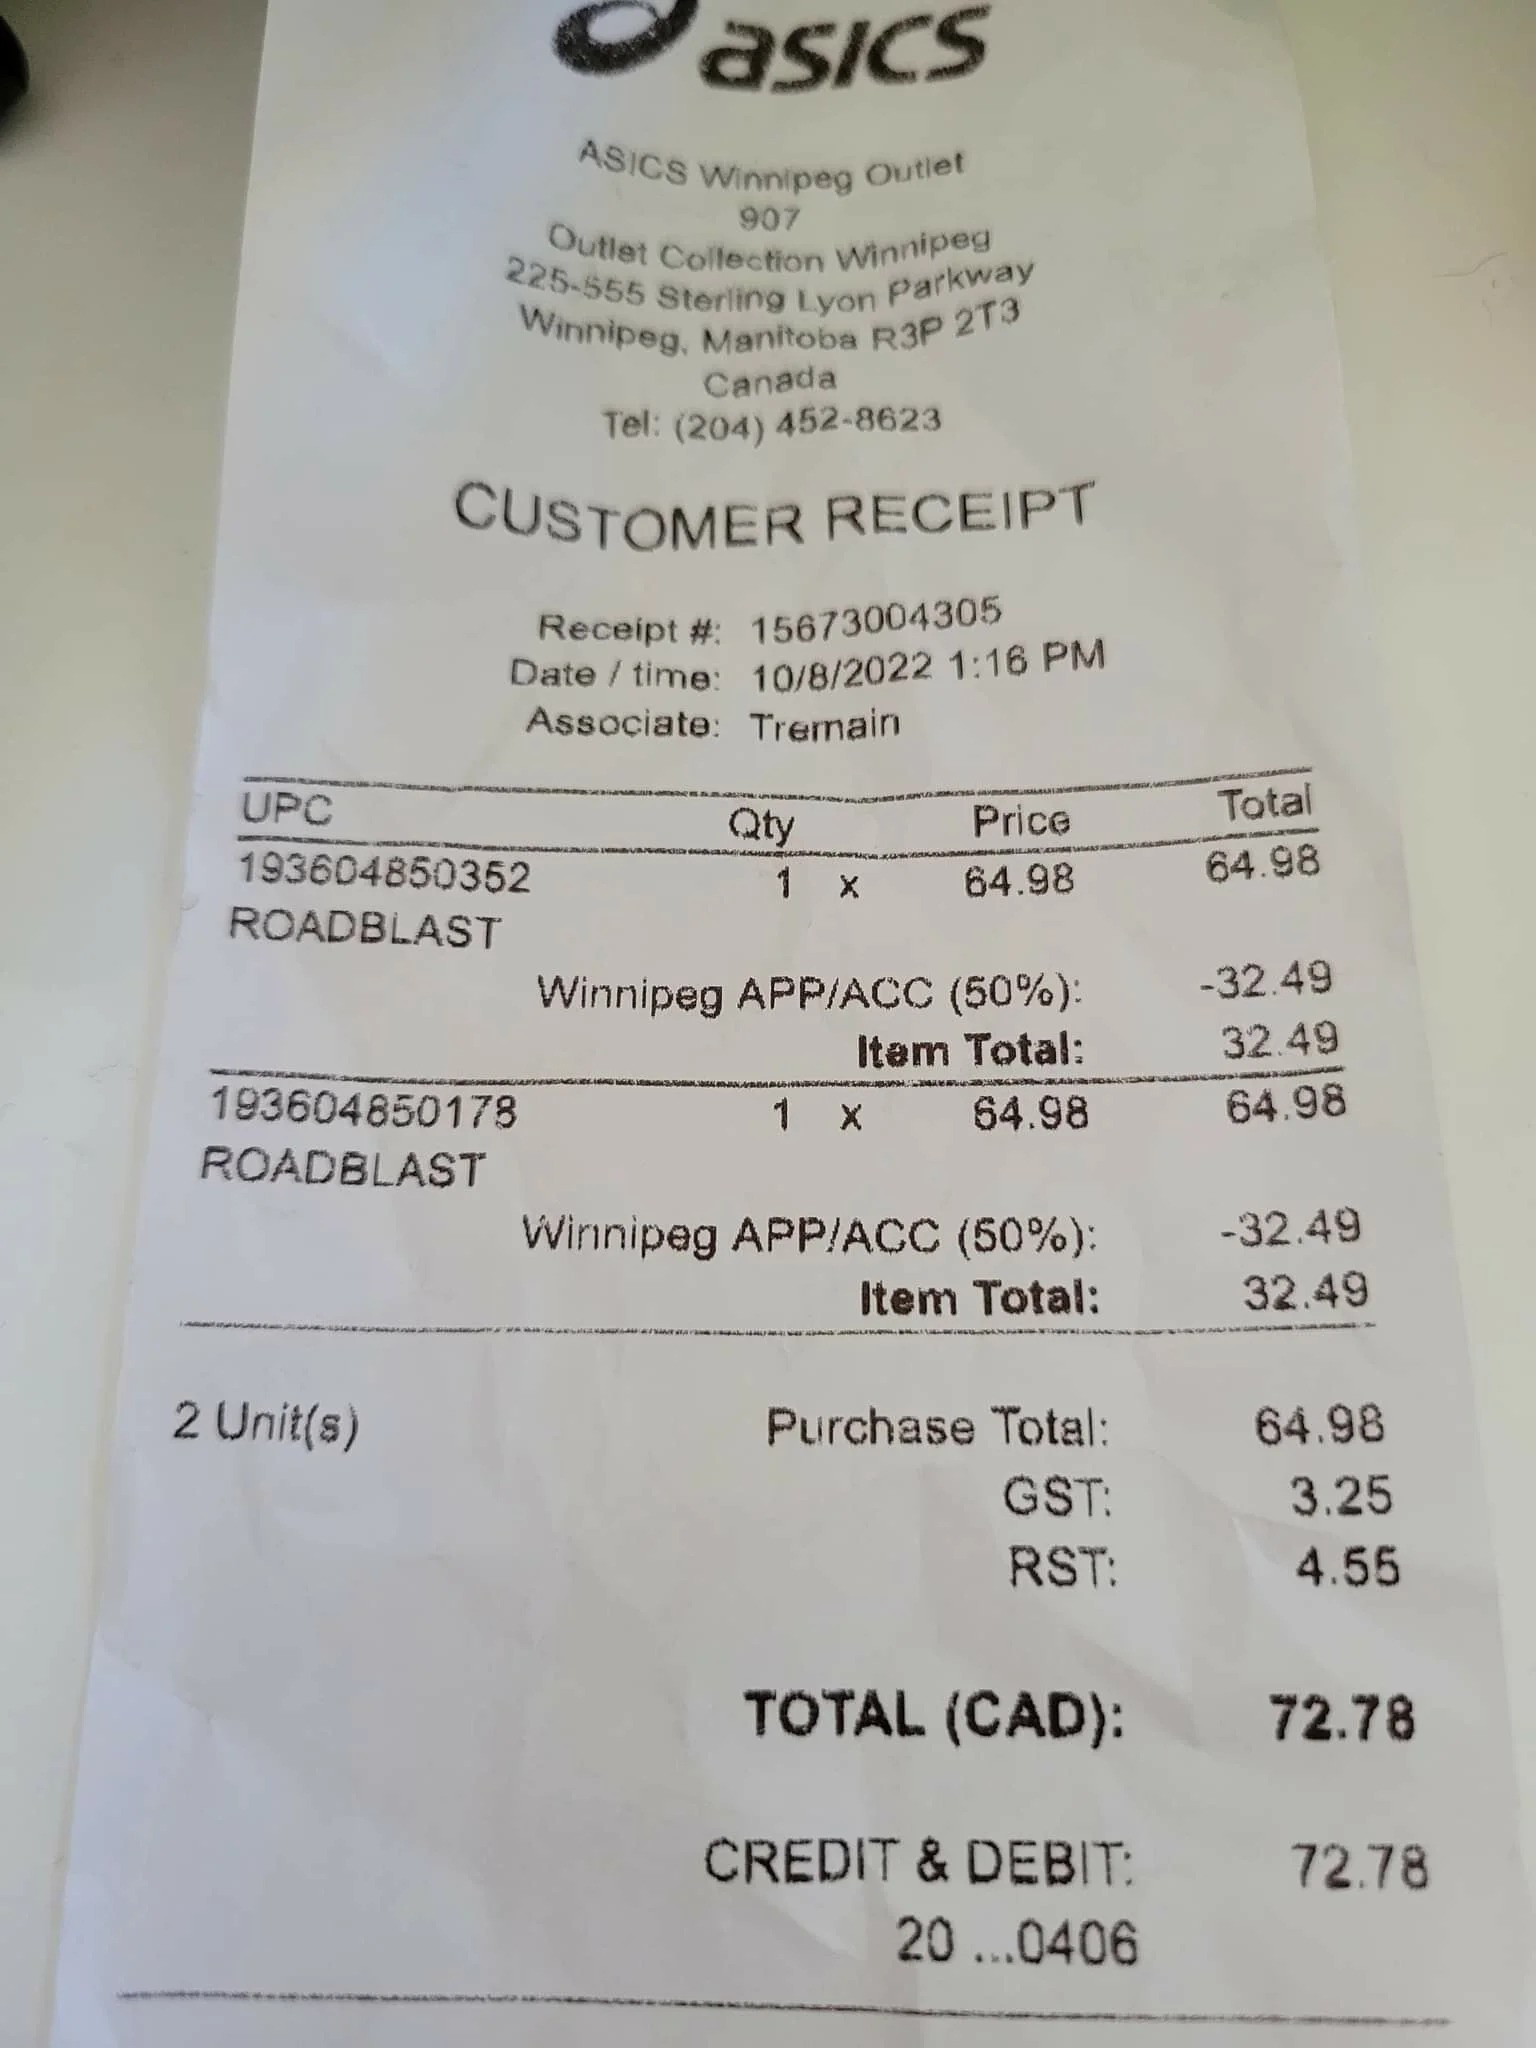 asics
ASICS Winnipeg Outlet
907
Outlet Collection Winnipeg
225-555 Sterling Lyon Parkway
Winnipeg, Manitoba R3P 2T3
Canada
Tel: (204) 452-8623
CUSTOMER RECEIPT
Receipt #: 15673004305
Date / time: 10/8/2022 1:16 PM
Associate: Tremain
UPC Qty Price Total
193604850352 1 x 64.98 64.98
ROADBLAST
Winnipeg APP/ACC (50%): -32.49
Item Total: 32.49
193604850178 1 x 64.98 64.98
ROADBLAST
Winnipeg APP/ACC (50%): -32.49
Item Total: 32.49
2 Unit(s) Purchase Total: 64.98
GST: 3.25
RST: 4.55
TOTAL (CAD): 72.78
CREDIT & DEBIT: 72.78
20 ...0406